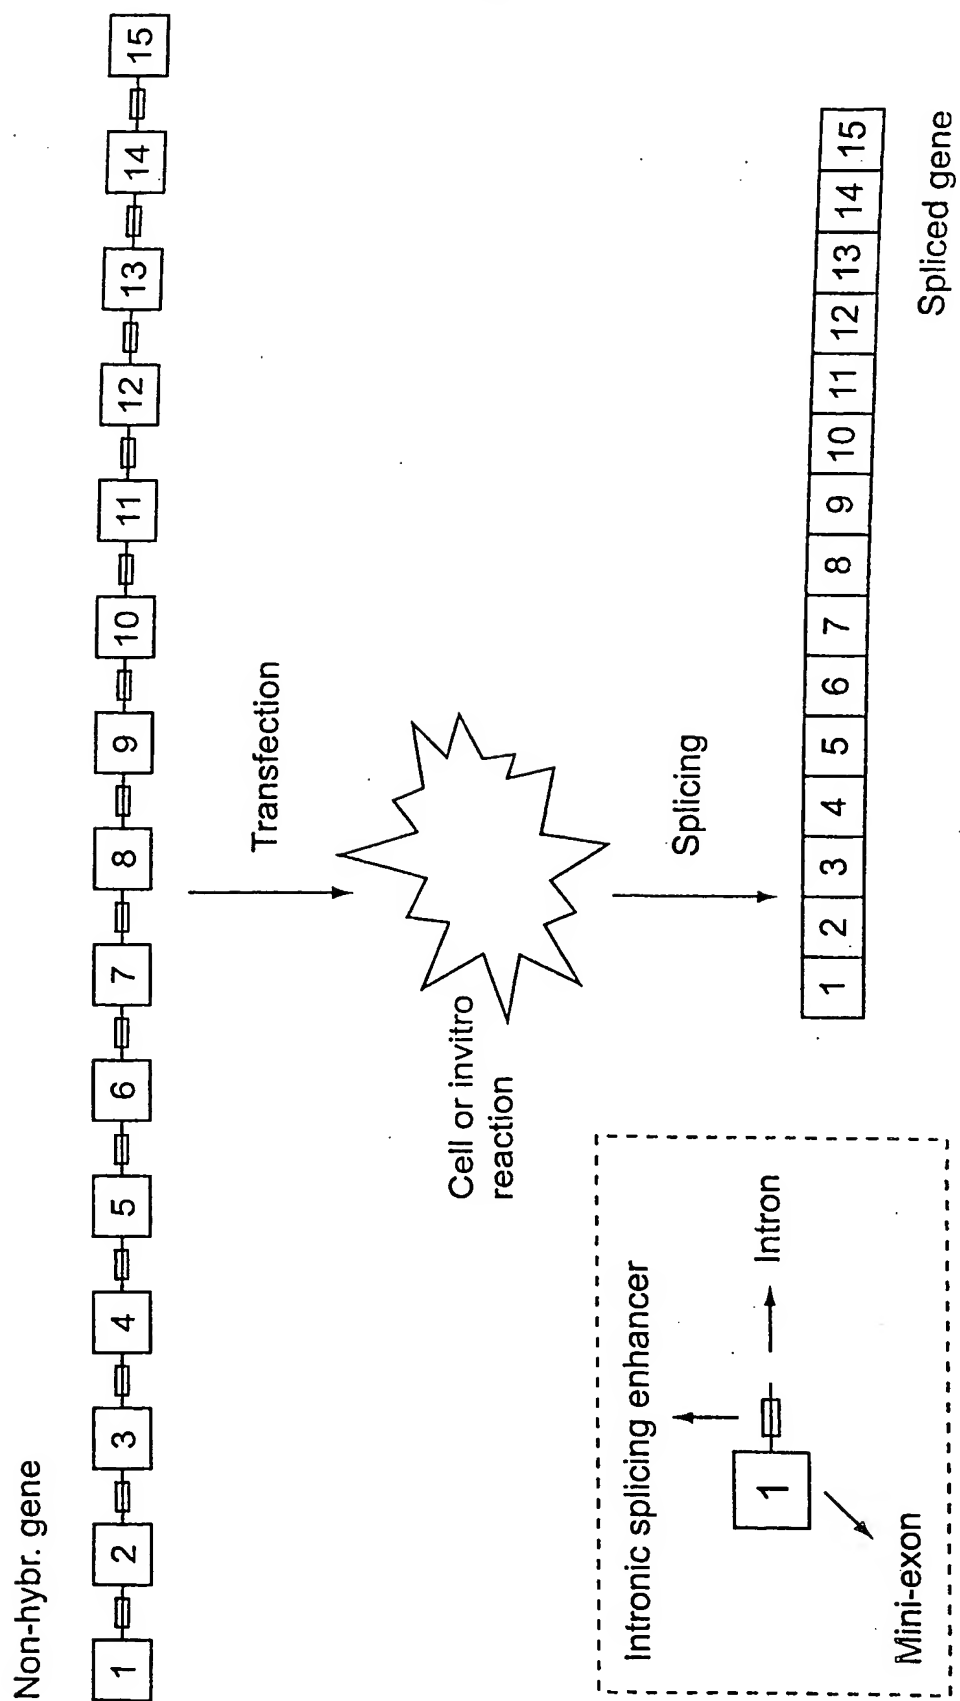 Non-hybr. gene
1 2 3 4 5 6 7 8 9 10 11 12 13 14 15
Transfection
Cell or invitro
reaction
Splicing
1 2 3 4 5 6 7 8 9 10 11 12 13 14 15
Spliced gene
Intronic splicing enhancer
1
Intron
Mini-exon